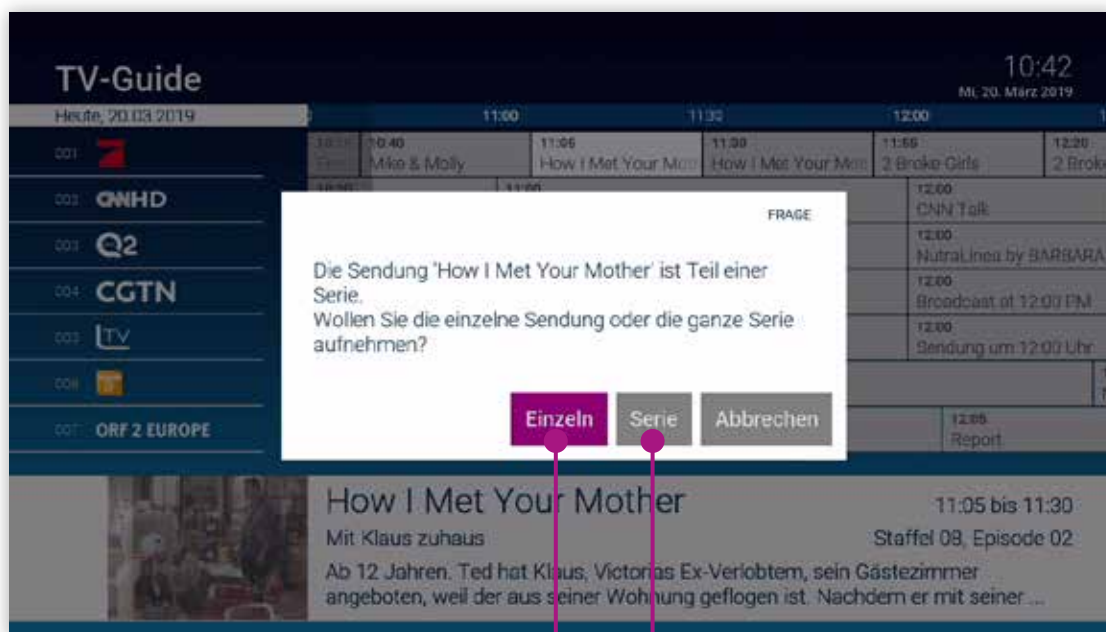 TV-Guide
10:42
Mi, 20. März 2019
Heute, 20.03.2019
11:00
11:30
12:00
001
10:40
Mike & Molly
11:05
How I Met Your Mot
11:30
How I Met Your Mot
11:55
2 Broke Girls
12:20
2 Broke
002 CNNHD
11:00
12:00
CNN Talk
003 Q2
12:00
NutraLinea by BARBARA
004 CGTN
12:00
Broadcast at 12:00 PM
LTV
12:00
Sendung um 12:00 Uhr
007 ORF 2 EUROPE
12:05
Report
FRAGE
Die Sendung 'How I Met Your Mother' ist Teil einer
Serie.
Wollen Sie die einzelne Sendung oder die ganze Serie
aufnehmen?
Einzeln Serie Abbrechen
How I Met Your Mother
11:05 bis 11:30
Mit Klaus zuhaus
Staffel 08, Episode 02
Ab 12 Jahren. Ted hat Klaus, Victorias Ex-Verlobtem, sein Gästezimmer
angeboten, weil der aus seiner Wohnung geflogen ist. Nachdem er mit seiner ...